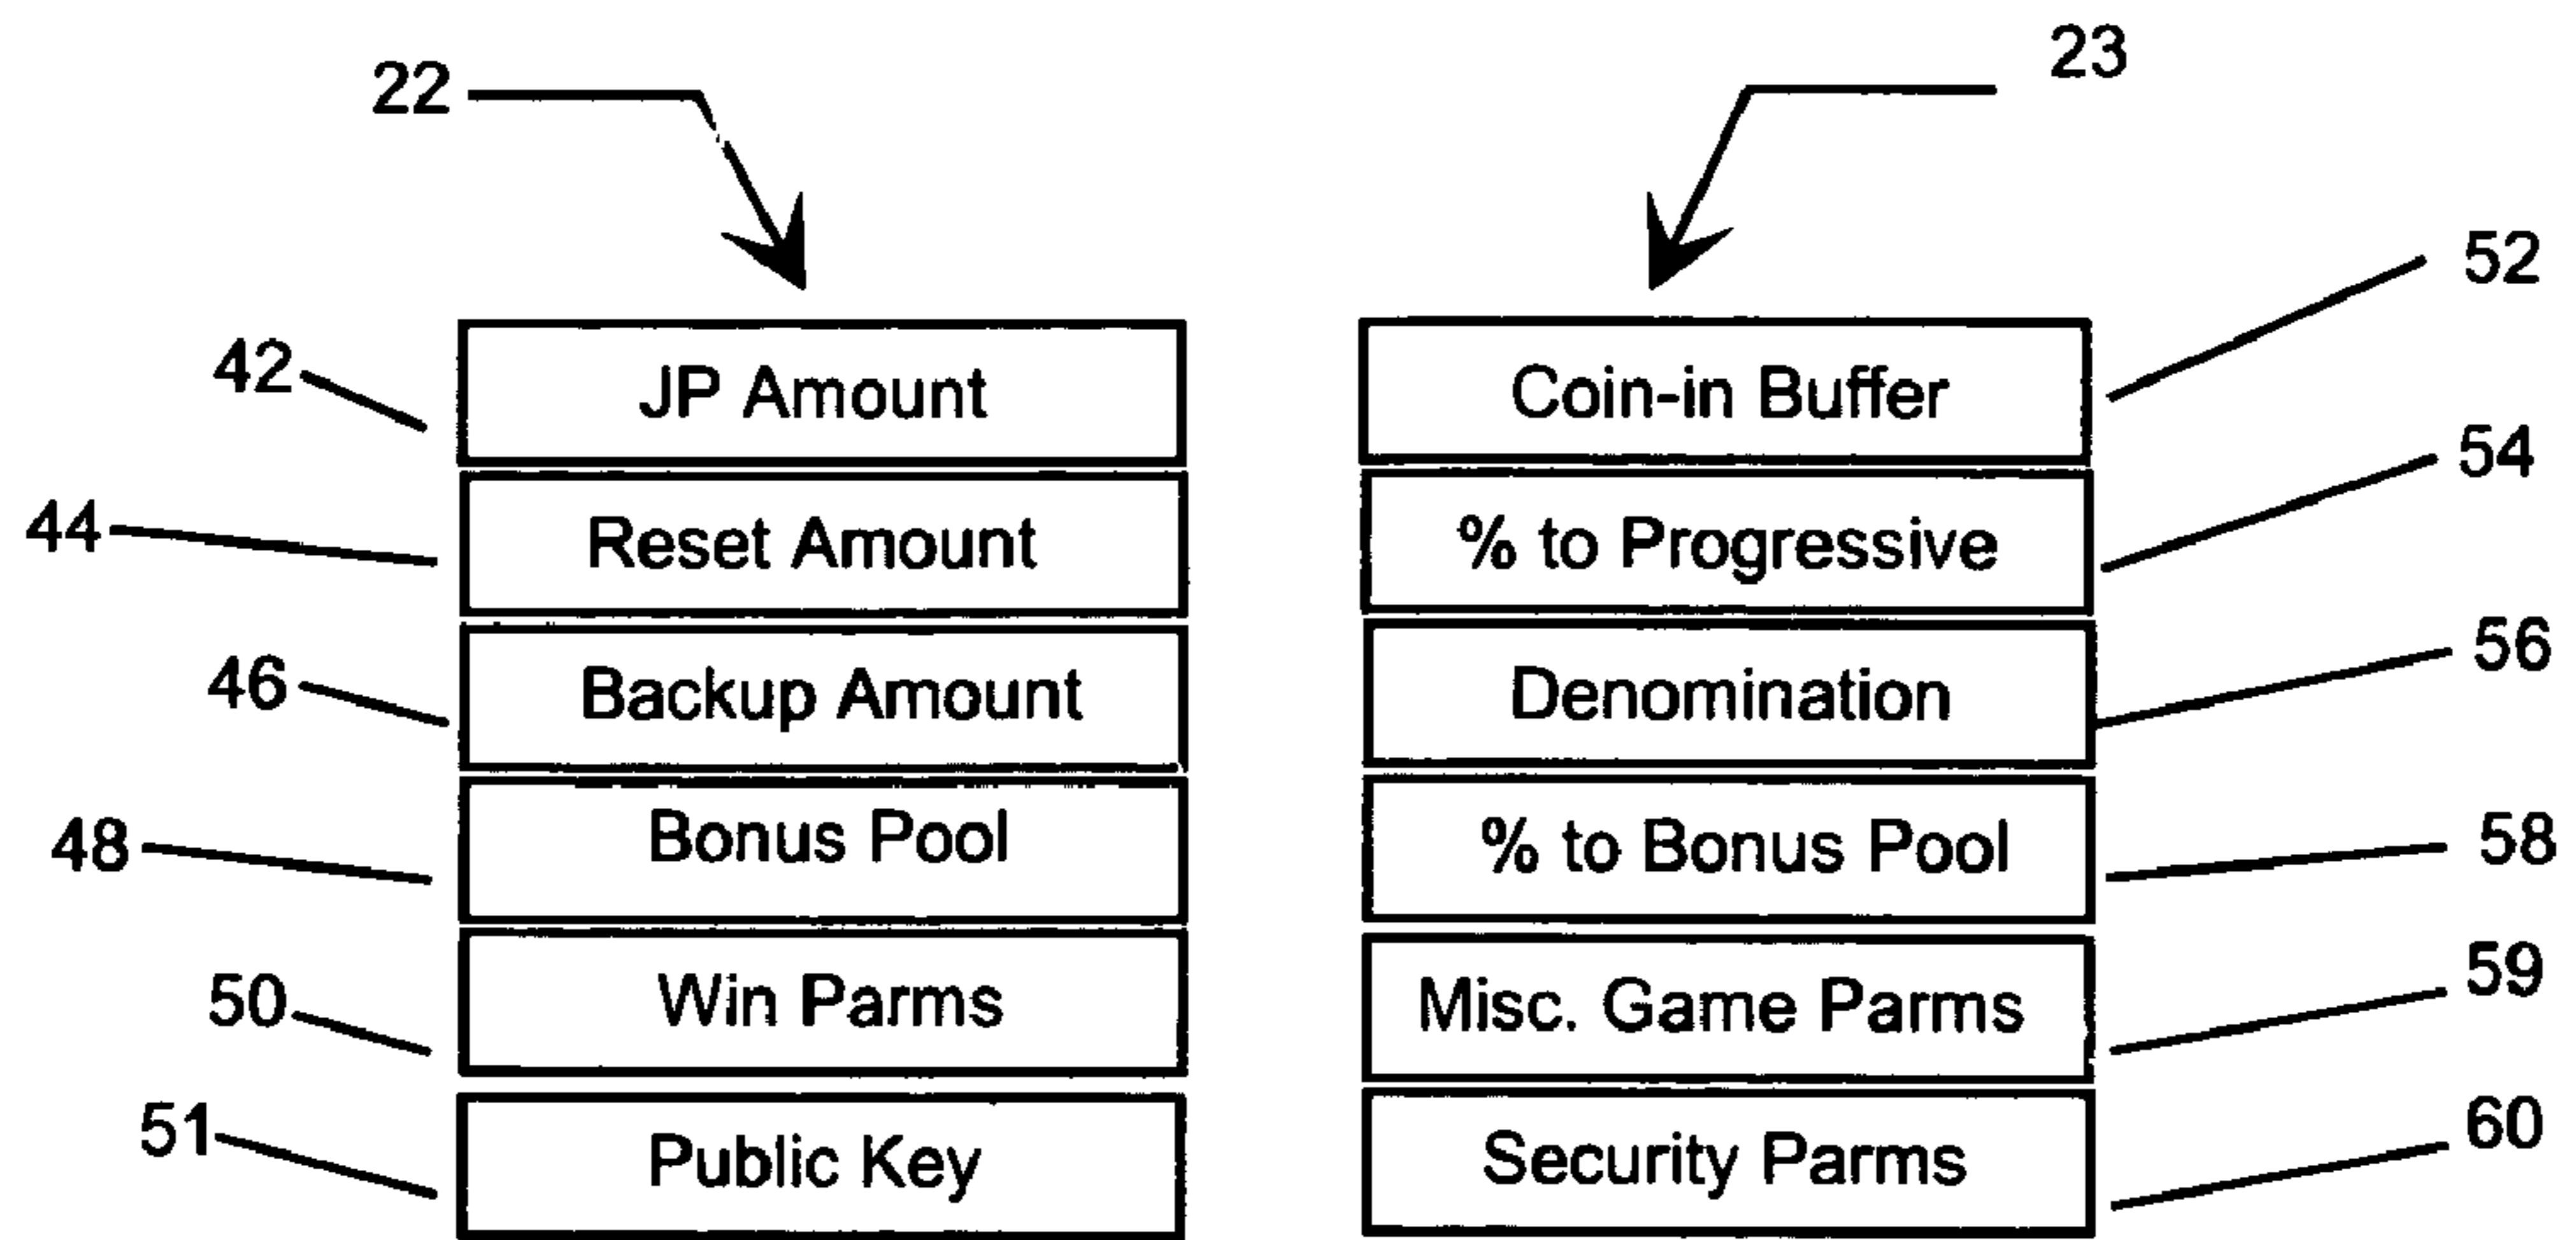 22
23
42
JP Amount
44
Reset Amount
46
Backup Amount
48
Bonus Pool
50
Win Parms
51
Public Key
Coin-in Buffer
52
% to Progressive
54
Denomination
56
% to Bonus Pool
58
Misc. Game Parms
59
Security Parms
60